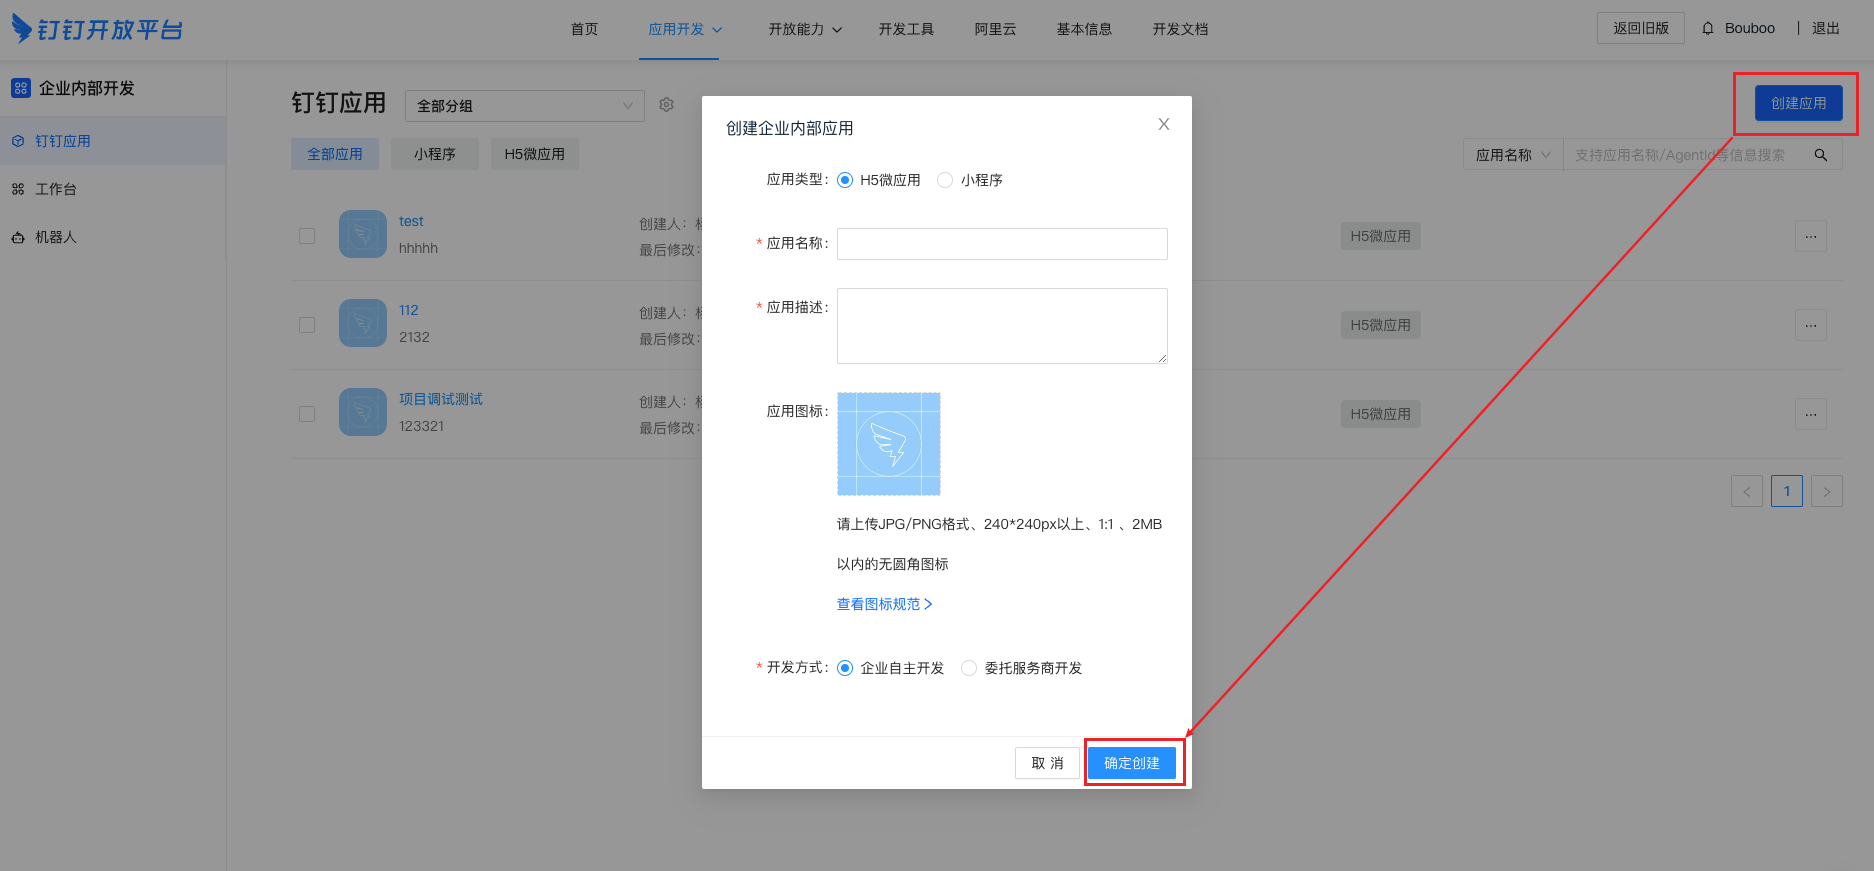 钉钉开放平台
首页
应用开发
开放能力
开发工具
阿里云
基本信息
开发文档
返回旧版
Bouboo
退出
企业内部开发
钉钉应用
工作台
机器人
钉钉应用
全部分组
创建应用
全部应用
小程序
H5微应用
应用名称
支持应用名称/AgentId等信息搜索
test
hhhhh
创建人：
最后修改:
H5微应用
112
2132
创建人：
最后修改:
H5微应用
项目调试测试
123321
创建人：
最后修改:
H5微应用
1
创建企业内部应用
应用类型： H5微应用 小程序
* 应用名称：
* 应用描述：
应用图标：
请上传JPG/PNG格式、240*240px以上、1:1 、2MB
以内的无圆角图标
查看图标规范
* 开发方式： 企业自主开发 委托服务商开发
取 消
确定创建